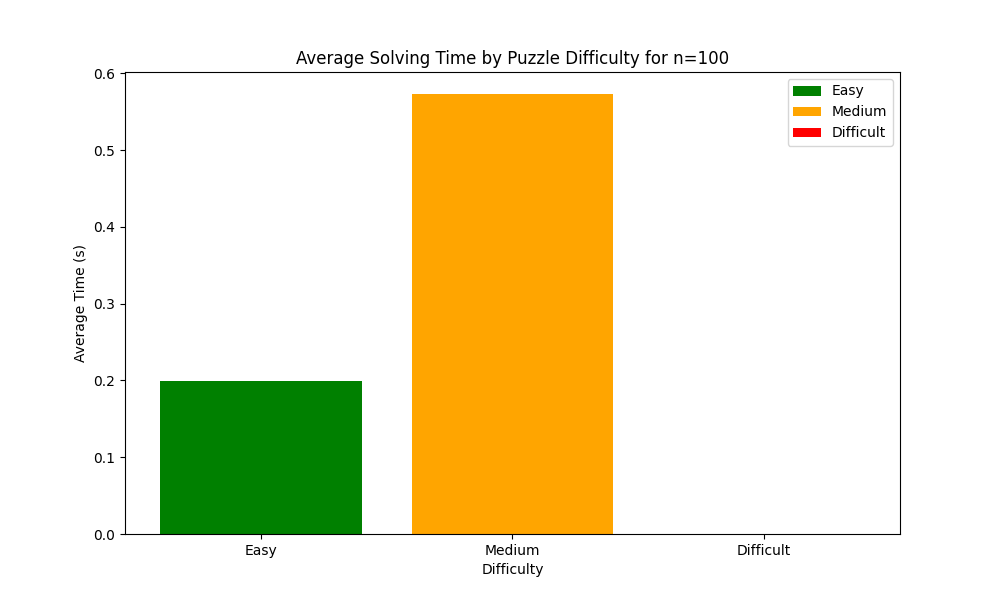 Average Solving Time by Puzzle Difficulty for n=100
Easy
Medium
Difficult
Average Time (s)
0.6
0.5
0.4
0.3
0.2
0.1
0.0
Easy
Medium
Difficult
Difficulty